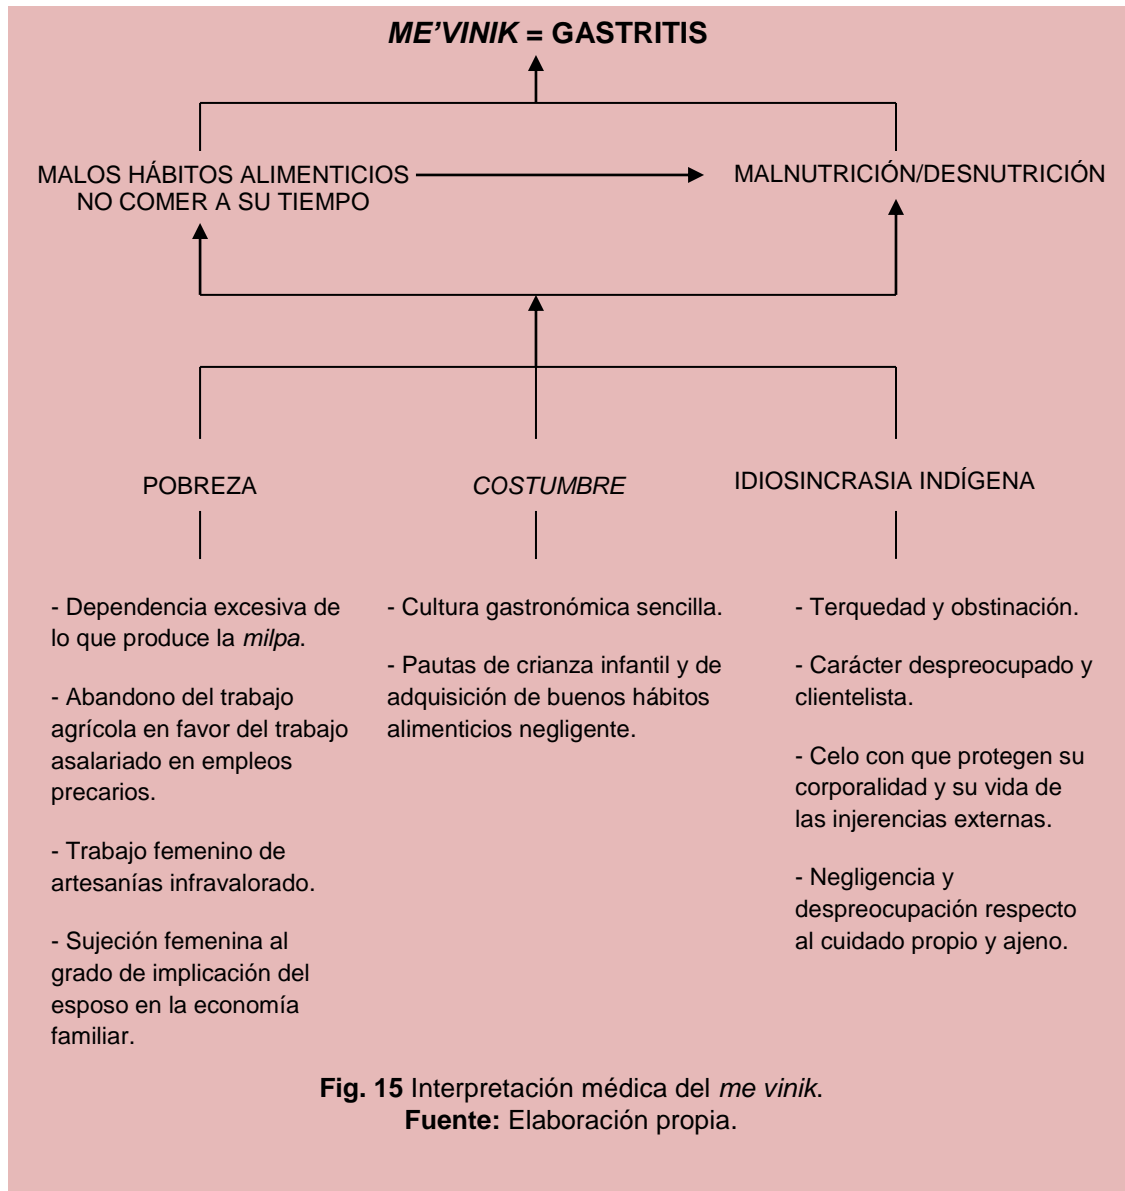 ME’VINIK = GASTRITIS
MALOS HÁBITOS ALIMENTICIOS
NO COMER A SU TIEMPO
MALNUTRICIÓN/DESNUTRICIÓN
POBREZA
- Dependencia excesiva de
lo que produce la milpa.
- Abandono del trabajo
agrícola en favor del trabajo
asalariado en empleos
precarios.
- Trabajo femenino de
artesanías infravalorado.
- Sujeción femenina al
grado de implicación del
esposo en la economía
familiar.
COSTUMBRE
- Cultura gastronómica sencilla.
- Pautas de crianza infantil y de
adquisición de buenos hábitos
alimenticios negligente.
IDIOSINCRASIA INDÍGENA
- Terquedad y obstinación.
- Carácter despreocupado y
clientelista.
- Celo con que protegen su
corporalidad y su vida de
las injerencias externas.
- Negligencia y
despreocupación respecto
al cuidado propio y ajeno.
Fig. 15 Interpretación médica del me vinik.
Fuente: Elaboración propia.